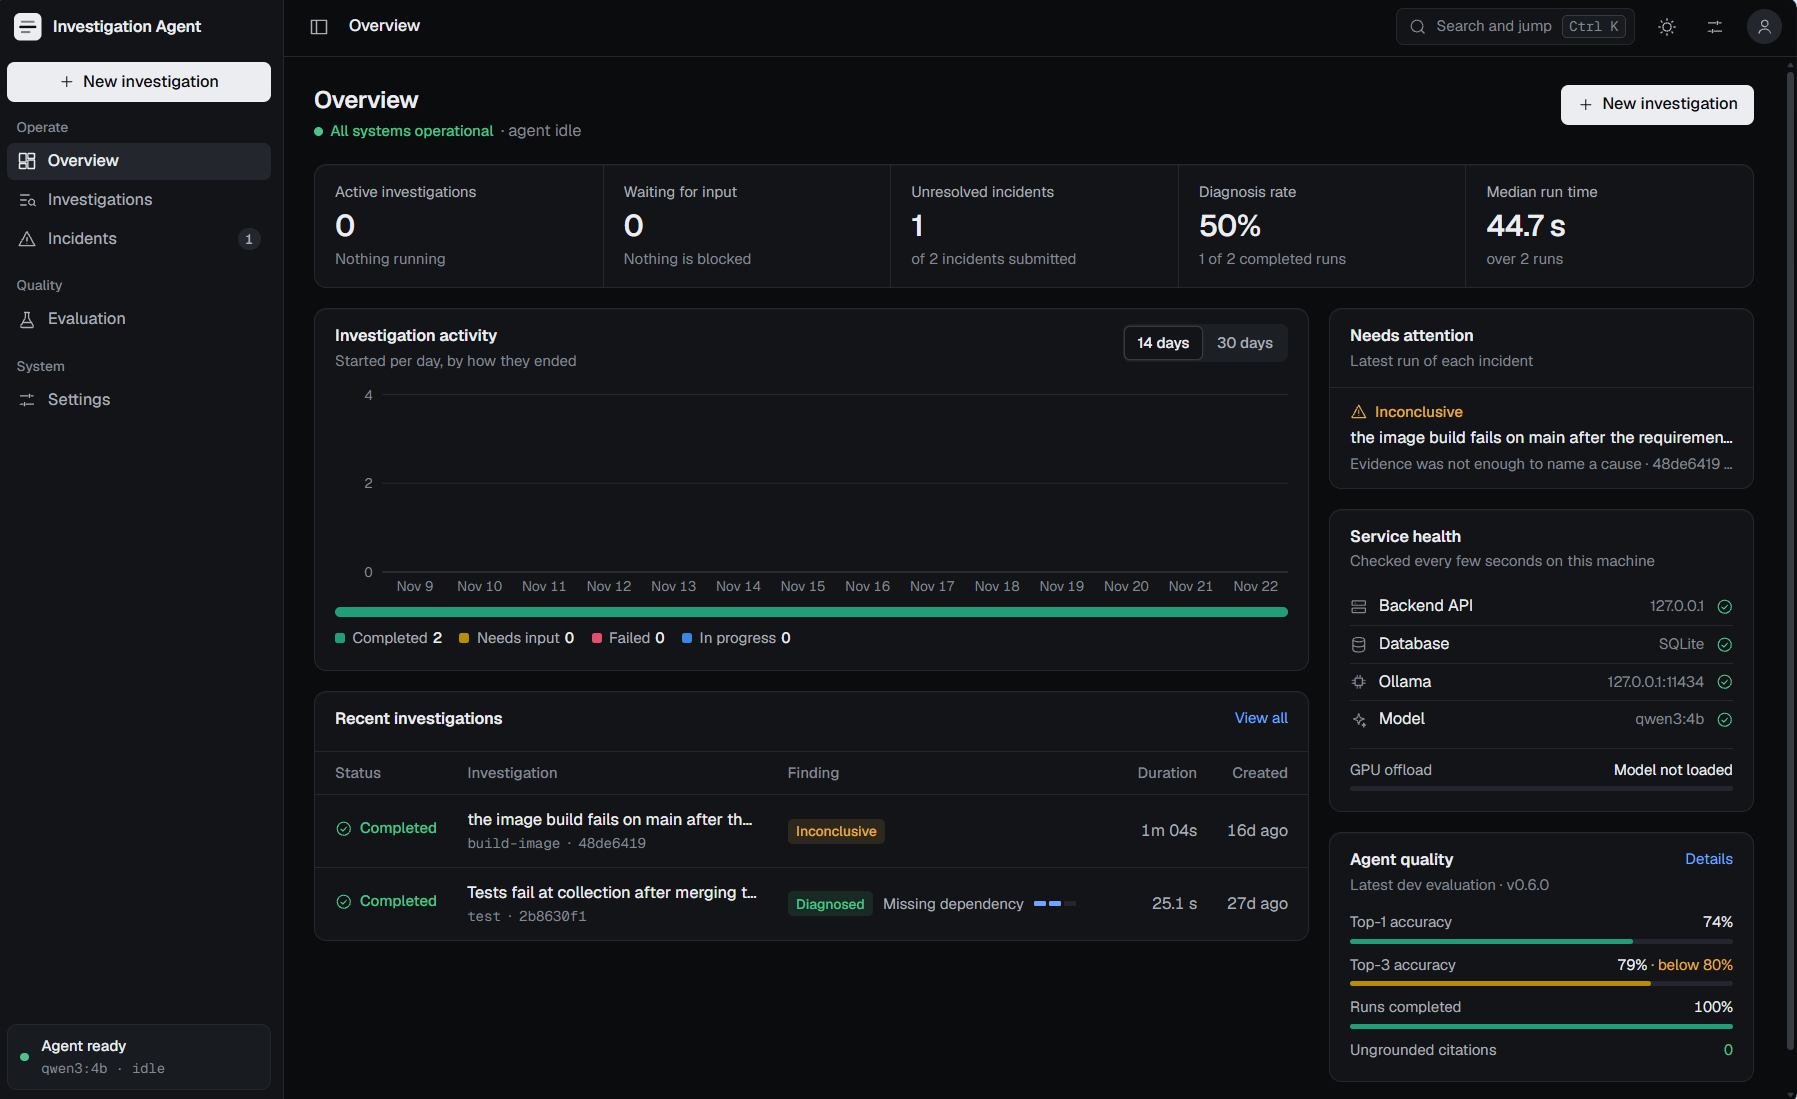 Investigation Agent
New investigation
Operate
Overview
Investigations
Incidents 1
Quality
Evaluation
System
Settings
Agent ready
qwen3:4b · idle
Overview
Search and jump Ctrl K
Overview
All systems operational · agent idle
New investigation
Active investigations
0
Nothing running
Waiting for input
0
Nothing is blocked
Unresolved incidents
1
of 2 incidents submitted
Diagnosis rate
50%
1 of 2 completed runs
Median run time
44.7 s
over 2 runs
Investigation activity
Started per day, by how they ended
14 days 30 days
4
2
0
Nov 9 Nov 10 Nov 11 Nov 12 Nov 13 Nov 14 Nov 15 Nov 16 Nov 17 Nov 18 Nov 19 Nov 20 Nov 21 Nov 22
Completed 2 Needs input 0 Failed 0 In progress 0
Recent investigations View all
Status Investigation Finding Duration Created
Completed the image build fails on main after th... Inconclusive 1m 04s 16d ago
build-image · 48de6419
Completed Tests fail at collection after merging t... Diagnosed Missing dependency 25.1 s 27d ago
test · 2b8630f1
Needs attention
Latest run of each incident
Inconclusive
the image build fails on main after the requiremen...
Evidence was not enough to name a cause · 48de6419 ...
Service health
Checked every few seconds on this machine
Backend API 127.0.0.1
Database SQLite
Ollama 127.0.0.1:11434
Model qwen3:4b
GPU offload Model not loaded
Agent quality Details
Latest dev evaluation · v0.6.0
Top-1 accuracy 74%
Top-3 accuracy 79% · below 80%
Runs completed 100%
Ungrounded citations 0